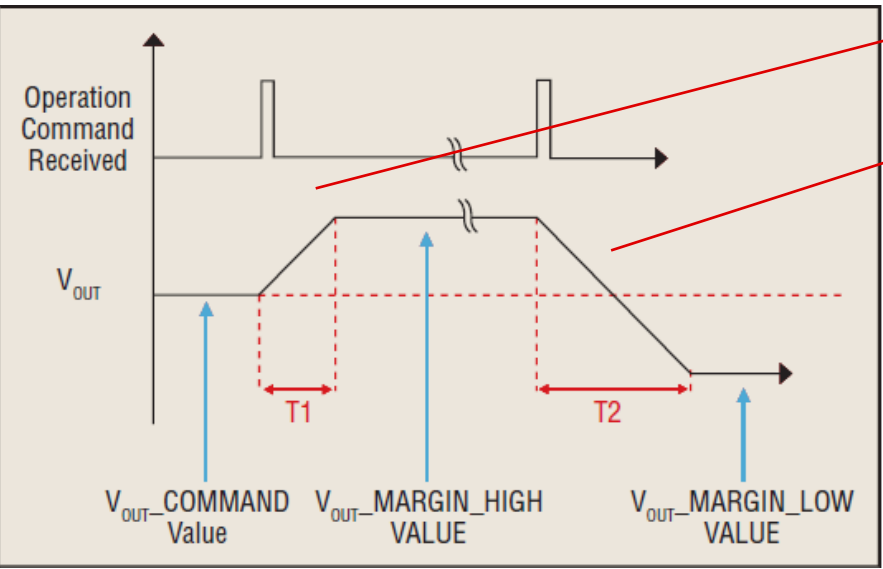 Operation
Command
Received
VOUT
T1
T2
VOUT_COMMAND
Value
VOUT_MARGIN_HIGH
VALUE
VOUT_MARGIN_LOW
VALUE